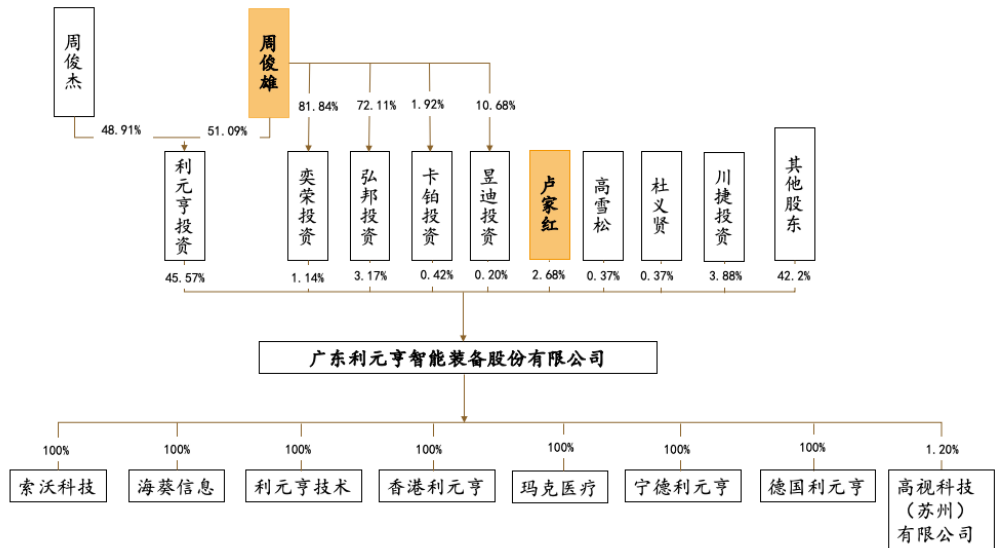 周俊杰
周俊雄
81.84%
72.11%
1.92%
10.68%
48.91%
51.09%
利元亨投资
奕荣投资
弘邦投资
卡铂投资
昱迪投资
卢家红
高雪松
杜义贤
川捷投资
其他股东
45.57%
1.14%
3.17%
0.42%
0.20%
2.68%
0.37%
0.37%
3.88%
42.2%
广东利元亨智能装备股份有限公司
100%
100%
100%
100%
100%
100%
100%
1.20%
索沃科技
海葵信息
利元亨技术
香港利元亨
玛克医疗
宁德利元亨
德国利元亨
高视科技
（苏州）
有限公司